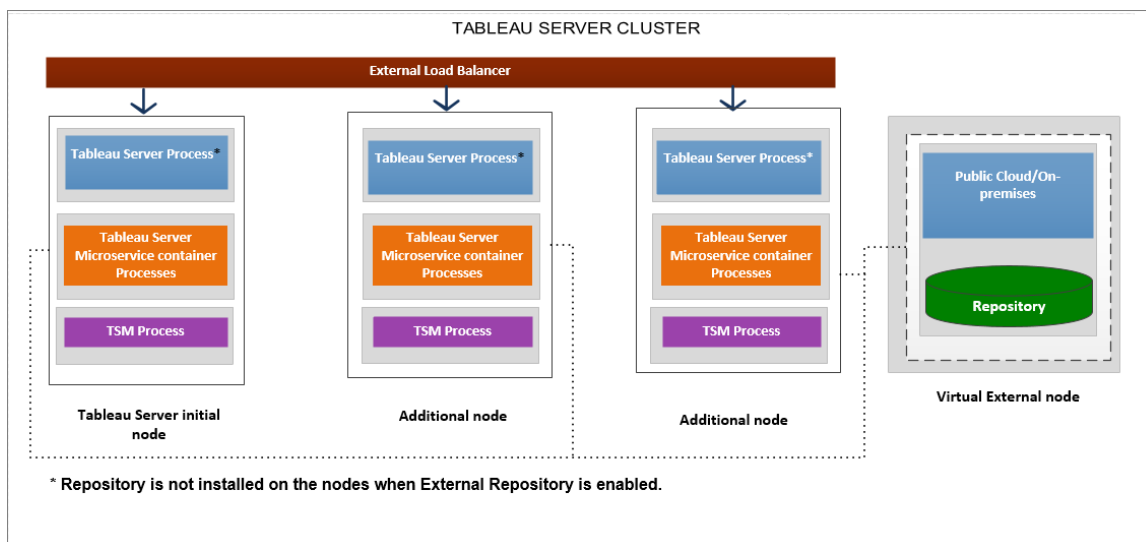 TABLEAU SERVER CLUSTER
External Load Balancer
Tableau Server Process*
Tableau Server
Microservice container
Processes
TSM Process
Tableau Server initial
node
Tableau Server Process*
Tableau Server
Microservice container
Processes
TSM Process
Additional node
Tableau Server Process*
Tableau Server
Microservice container
Processes
TSM Process
Additional node
Public Cloud/On-
premises
Repository
Virtual External node
* Repository is not installed on the nodes when External Repository is enabled.